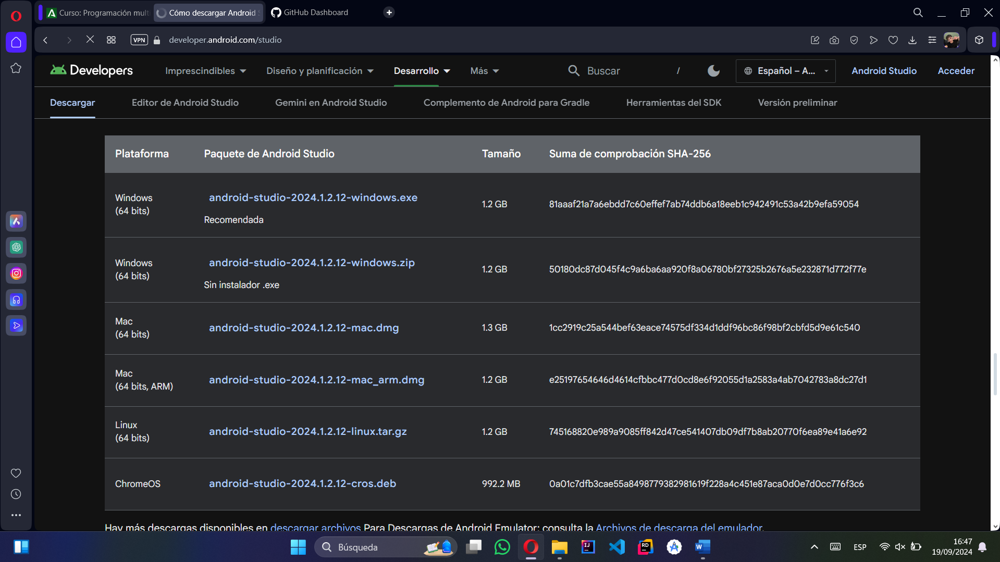 Curso: Programación mult
Cómo descargar Android S
GitHub Dashboard
VPN
developer.android.com/studio
Developers
Imprescindibles
Diseño y planificación
Desarrollo
Más
Buscar
/
Español – A...
Android Studio
Acceder
Descargar
Editor de Android Studio
Gemini en Android Studio
Complemento de Android para Gradle
Herramientas del SDK
Versión preliminar
Plataforma
Paquete de Android Studio
Tamaño
Suma de comprobación SHA-256
Windows
(64 bits)
android-studio-2024.1.2.12-windows.exe
Recomendada
1.2 GB
81aaaf21a7a6ebdd7c60effef7ab74ddb6a18eeb1c942491c53a42b9efa59054
Windows
(64 bits)
android-studio-2024.1.2.12-windows.zip
Sin instalador .exe
1.2 GB
50180dc87d045f4c9a6ba6aa920f8a06780bf27325b2676a5e232871d772f77e
Mac
(64 bits)
android-studio-2024.1.2.12-mac.dmg
1.3 GB
1cc2919c25a544bef63eace74575df334d1ddf96bc86f98bf2cbfd5d9e61c540
Mac
(64 bits, ARM)
android-studio-2024.1.2.12-mac_arm.dmg
1.2 GB
e25197654646d4614cfbbc477d0cd8e6f92055d1a2583a4ab7042783a8dc27d1
Linux
(64 bits)
android-studio-2024.1.2.12-linux.tar.gz
1.2 GB
745168820e989a9085ff842d47ce541407db09df7b8ab20770f6ea89e41a6e92
ChromeOS
android-studio-2024.1.2.12-cros.deb
992.2 MB
0a01c7dfb3cae55a8498779382981619f228a4c451e87aca0d0e7d0cc776f3c6
Hay más descargas disponibles en descargar archivos Para Descargas de Android Emulator: consulta la Archivos de descarga del emulador.
Búsqueda
IJ
RD
W
ESP
16:47
19/09/2024